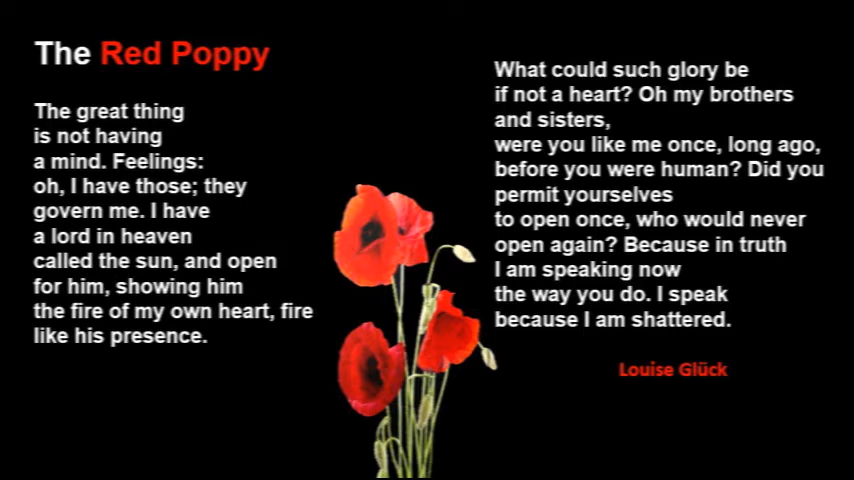 The Red Poppy
The great thing
is not having
a mind. Feelings:
oh, I have those; they
govern me. I have
a lord in heaven
called the sun, and open
for him, showing him
the fire of my own heart, fire
like his presence.
What could such glory be
if not a heart? Oh my brothers
and sisters,
were you like me once, long ago,
before you were human? Did you
permit yourselves
to open once, who would never
open again? Because in truth
I am speaking now
the way you do. I speak
because I am shattered.
Louise Glück